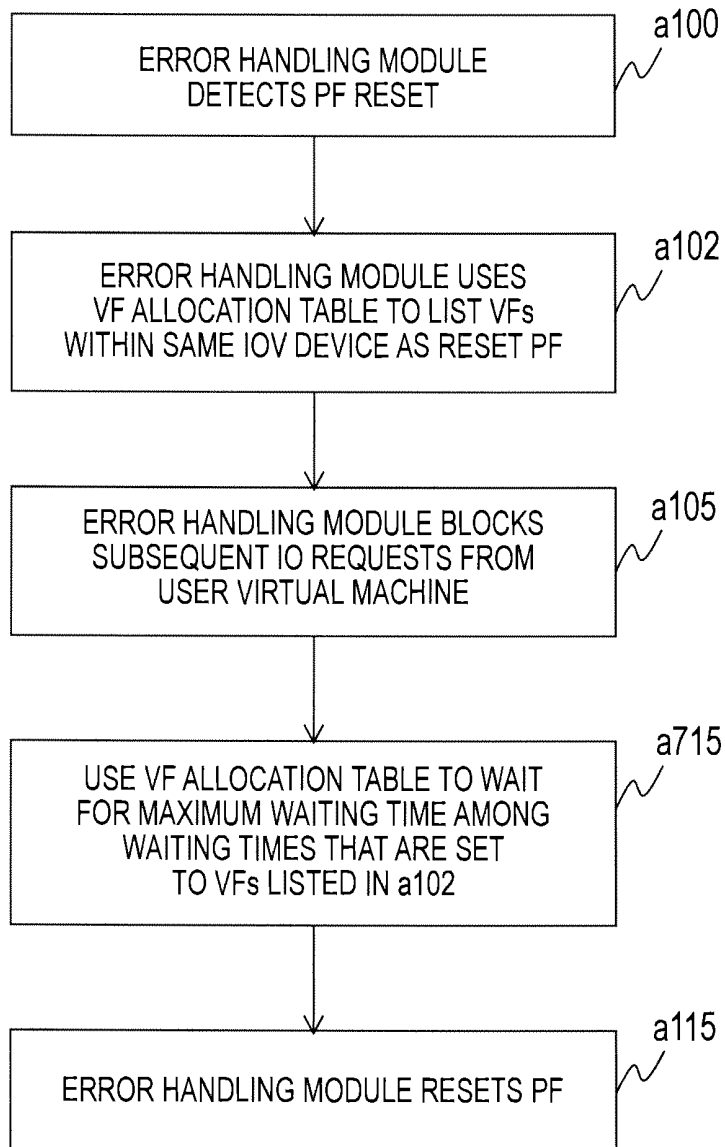 a100
ERROR HANDLING MODULE
DETECTS PF RESET
a102
ERROR HANDLING MODULE USES
VF ALLOCATION TABLE TO LIST VFs
WITHIN SAME IOV DEVICE AS RESET PF
a105
ERROR HANDLING MODULE BLOCKS
SUBSEQUENT IO REQUESTS FROM
USER VIRTUAL MACHINE
a715
USE VF ALLOCATION TABLE TO WAIT
FOR MAXIMUM WAITING TIME AMONG
WAITING TIMES THAT ARE SET
TO VFs LISTED IN a102
a115
ERROR HANDLING MODULE RESETS PF